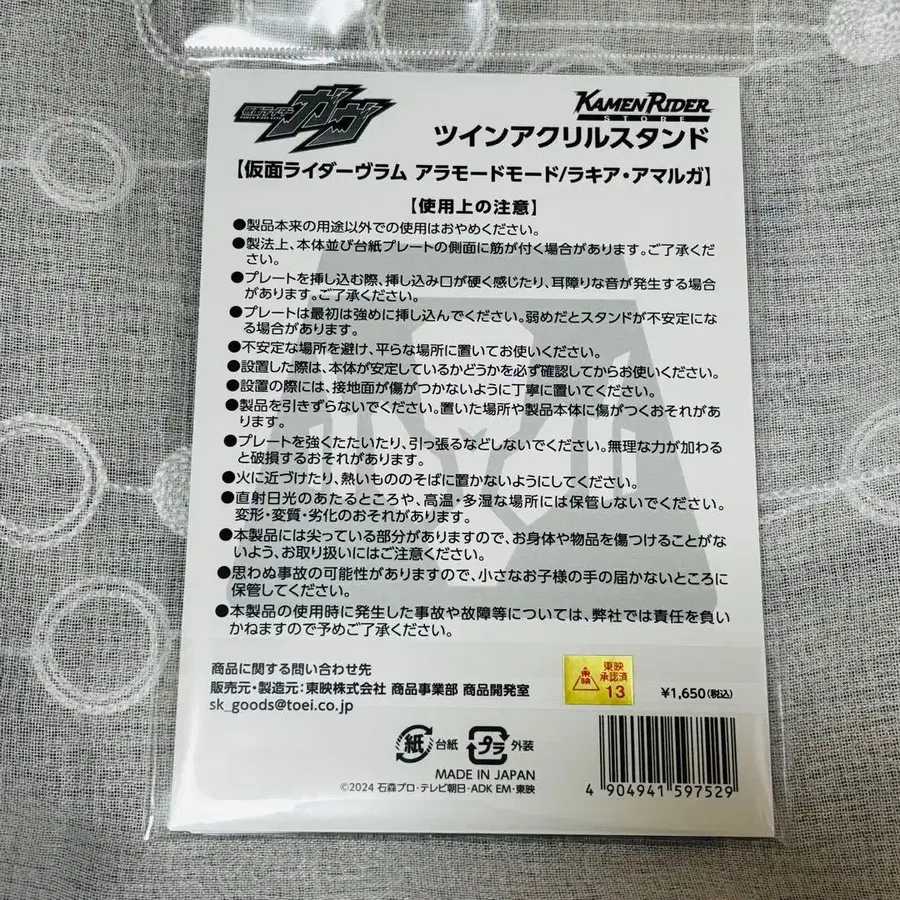 仮面ライダー
ガヴ
KAMEN RIDER
STORE
ツインアクリルスタンド
【仮面ライダーヴラム アラモードモード/ラキア・アマルガ】
【使用上の注意】
●製品本来の用途以外での使用はおやめください。
●製法上、本体並び台紙プレートの側面に筋が付く場合があります。ご了承くだ
さい。
●プレートを挿し込む際、挿し込み口が硬く感じたり、耳障りな音が発生する場合
があります。ご了承ください。
●プレートは最初は強めに挿し込んでください。弱めだとスタンドが不安定にな
る場合があります。
●不安定な場所を避け、平らな場所に置いてお使いください。
●設置した際は、本体が安定しているかどうかを必ず確認してからお使いください。
●設置の際には、接地面が傷がつかないように丁寧に置いてください。
●製品を引きずらないでください。置いた場所や製品本体に傷がつくおそれがあ
ります。
●プレートを強くたたいたり、引っ張るなどしないでください。無理な力が加わる
と破損するおそれがあります。
●火に近づけたり、熱いもののそばに置かないようにしてください。
●直射日光のあたるところや、高温・多湿な場所には保管しないでください。
変形・変質・劣化のおそれがあります。
●本製品には尖っている部分がありますので、お身体や物品を傷つけることがな
いよう、お取り扱いにはご注意ください。
●思わぬ事故の可能性がありますので、小さなお子様の手の届かないところに
保管してください。
●本製品の使用時に発生した事故や故障等については、弊社では責任を負い
かねますので予めご了承ください。
商品に関する問い合わせ先
販売元・製造元：東映株式会社 商品事業部 商品開発室
sk_goods@toei.co.jp
東映
東映
承認済
13
¥1,650(税込)
紙 台紙 プラ 外装
MADE IN JAPAN
©2024 石森プロ・テレビ朝日・ADK EM・東映
4 904941 597529